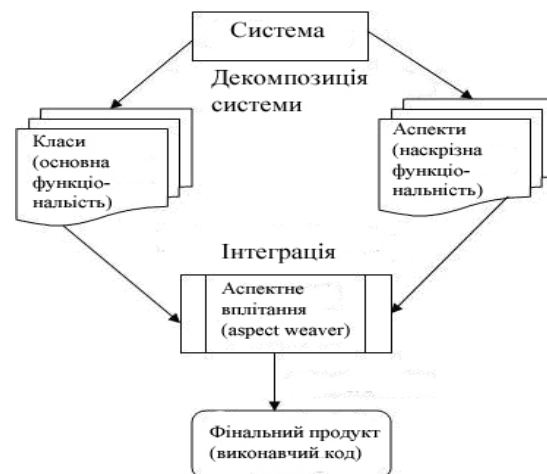 Система
Декомпозиція
системи
Класи
(основна
функціо-
нальість)
Аспекти
(наскрізна
функціо-
нальність)
Інтеграція
Аспектне
вплітання
(aspect weaver)
Фінальний продукт
(виконавчий код)